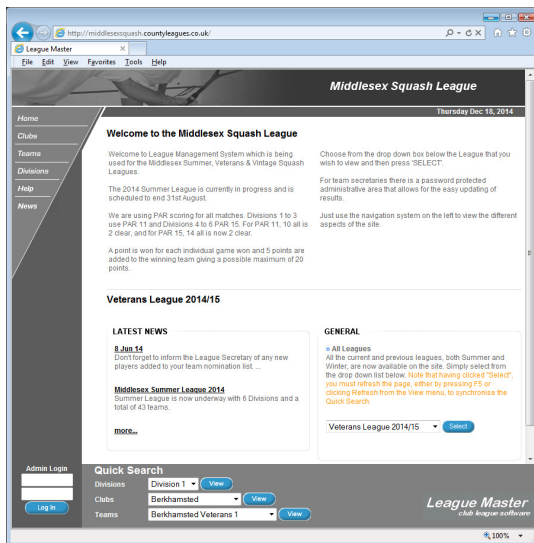 http://middlesexsquash.countyleagues.co.uk/
League Master
File Edit View Favorites Tools Help
Middlesex Squash League
Thursday Dec 18, 2014
Home
Clubs
Teams
Divisions
Help
News
Welcome to the Middlesex Squash League
Welcome to League Management System which is being
used for the Middlesex Summer, Veterans & Vintage Squash
Leagues.
The 2014 Summer League is currently in progress and is
scheduled to end 31st August.
We are using PAR scoring for all matches. Divisions 1 to 3
use PAR 11 and Divisions 4 to 6 PAR 15. For PAR 11, 10 all is
2 clear, and for PAR 15, 14 all is now 2 clear.
A point is won for each individual game won and 5 points are
added to the winning team giving a possible maximum of 20
points.
Choose from the drop down box below the League that you
wish to view and then press 'SELECT'.
For team secretaries there is a password protected
administrative area that allows for the easy updating of
results.
Just use the navigation system on the left to view the different
aspects of the site.
Veterans League 2014/15
LATEST NEWS
8 Jun 14
Don't forget to inform the League Secretary of any new
players added to your team nomination list. ...
Middlesex Summer League 2014
Summer League is now underway with 6 Divisions and a
total of 43 teams.
more...
GENERAL
All Leagues
All the current and previous leagues, both Summer and
Winter, are now available on the site. Simply select from
the drop down list below. Note that having clicked "Select",
you must refresh the page, either by pressing F5 or
clicking Refresh from the View menu, to synchronise the
Quick Search.
Veterans League 2014/15 Select
Admin Login
Log In
Quick Search
Divisions Division 1 View
Clubs Berkhamsted View
Teams Berkhamsted Veterans 1 View
League Master
club league software
100%